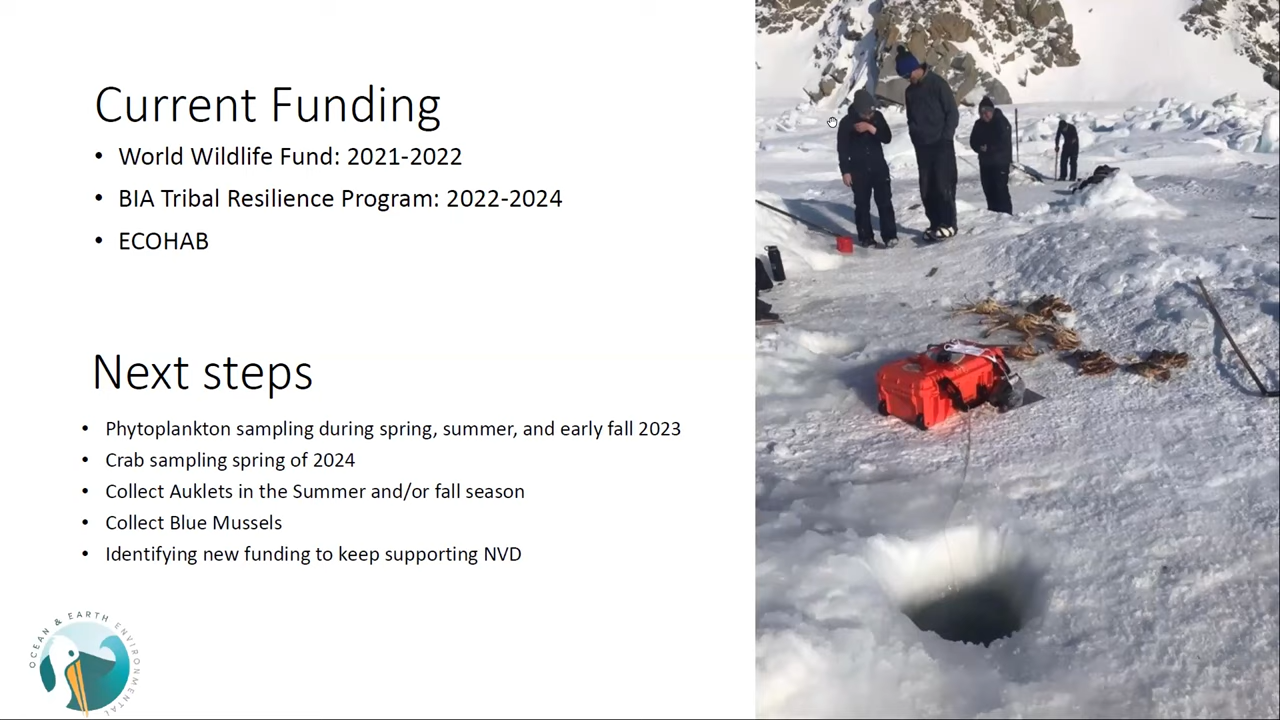 Current Funding
• World Wildlife Fund: 2021-2022
• BIA Tribal Resilience Program: 2022-2024
• ECOHAB
Next steps
• Phytoplankton sampling during spring, summer, and early fall 2023
• Crab sampling spring of 2024
• Collect Auklets in the Summer and/or fall season
• Collect Blue Mussels
• Identifying new funding to keep supporting NVD
OCEAN & EARTH ENVIRONMENTAL